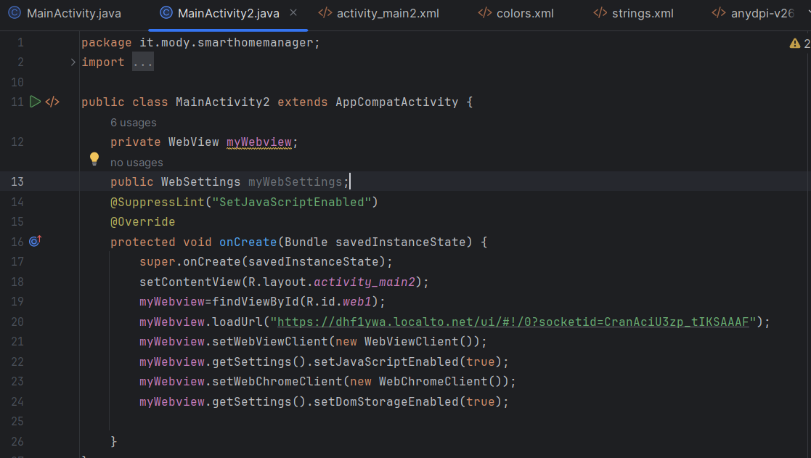 MainActivity.java MainActivity2.java activity_main2.xml colors.xml strings.xml anydpi-v26
1 package it.mody.smarthomemanager; 2
2 import ...
10
11 public class MainActivity2 extends AppCompatActivity {
6 usages
12 private WebView myWebview;
no usages
13 public WebSettings myWebSettings;
14 @SuppressLint("SetJavaScriptEnabled")
15 @Override
16 protected void onCreate(Bundle savedInstanceState) {
17 super.onCreate(savedInstanceState);
18 setContentView(R.layout.activity_main2);
19 myWebview=findViewById(R.id.web1);
20 myWebview.loadUrl("https://dhf1ywa.localto.net/ui/#!/0?socketid=CranAciU3zp_tIKSAAAF");
21 myWebview.setWebViewClient(new WebViewClient());
22 myWebview.getSettings().setJavaScriptEnabled(true);
23 myWebview.setWebChromeClient(new WebChromeClient());
24 myWebview.getSettings().setDomStorageEnabled(true);
25
26 }